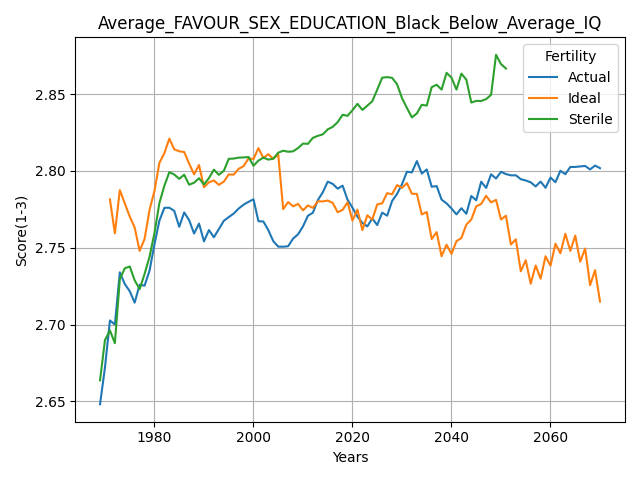 Average_FAVOUR_SEX_EDUCATION_Black_Below_Average_IQ
Fertility
Actual
Ideal
Sterile
Score(1-3)
2.85
2.80
2.75
2.70
2.65
1980
2000
2020
2040
2060
Years